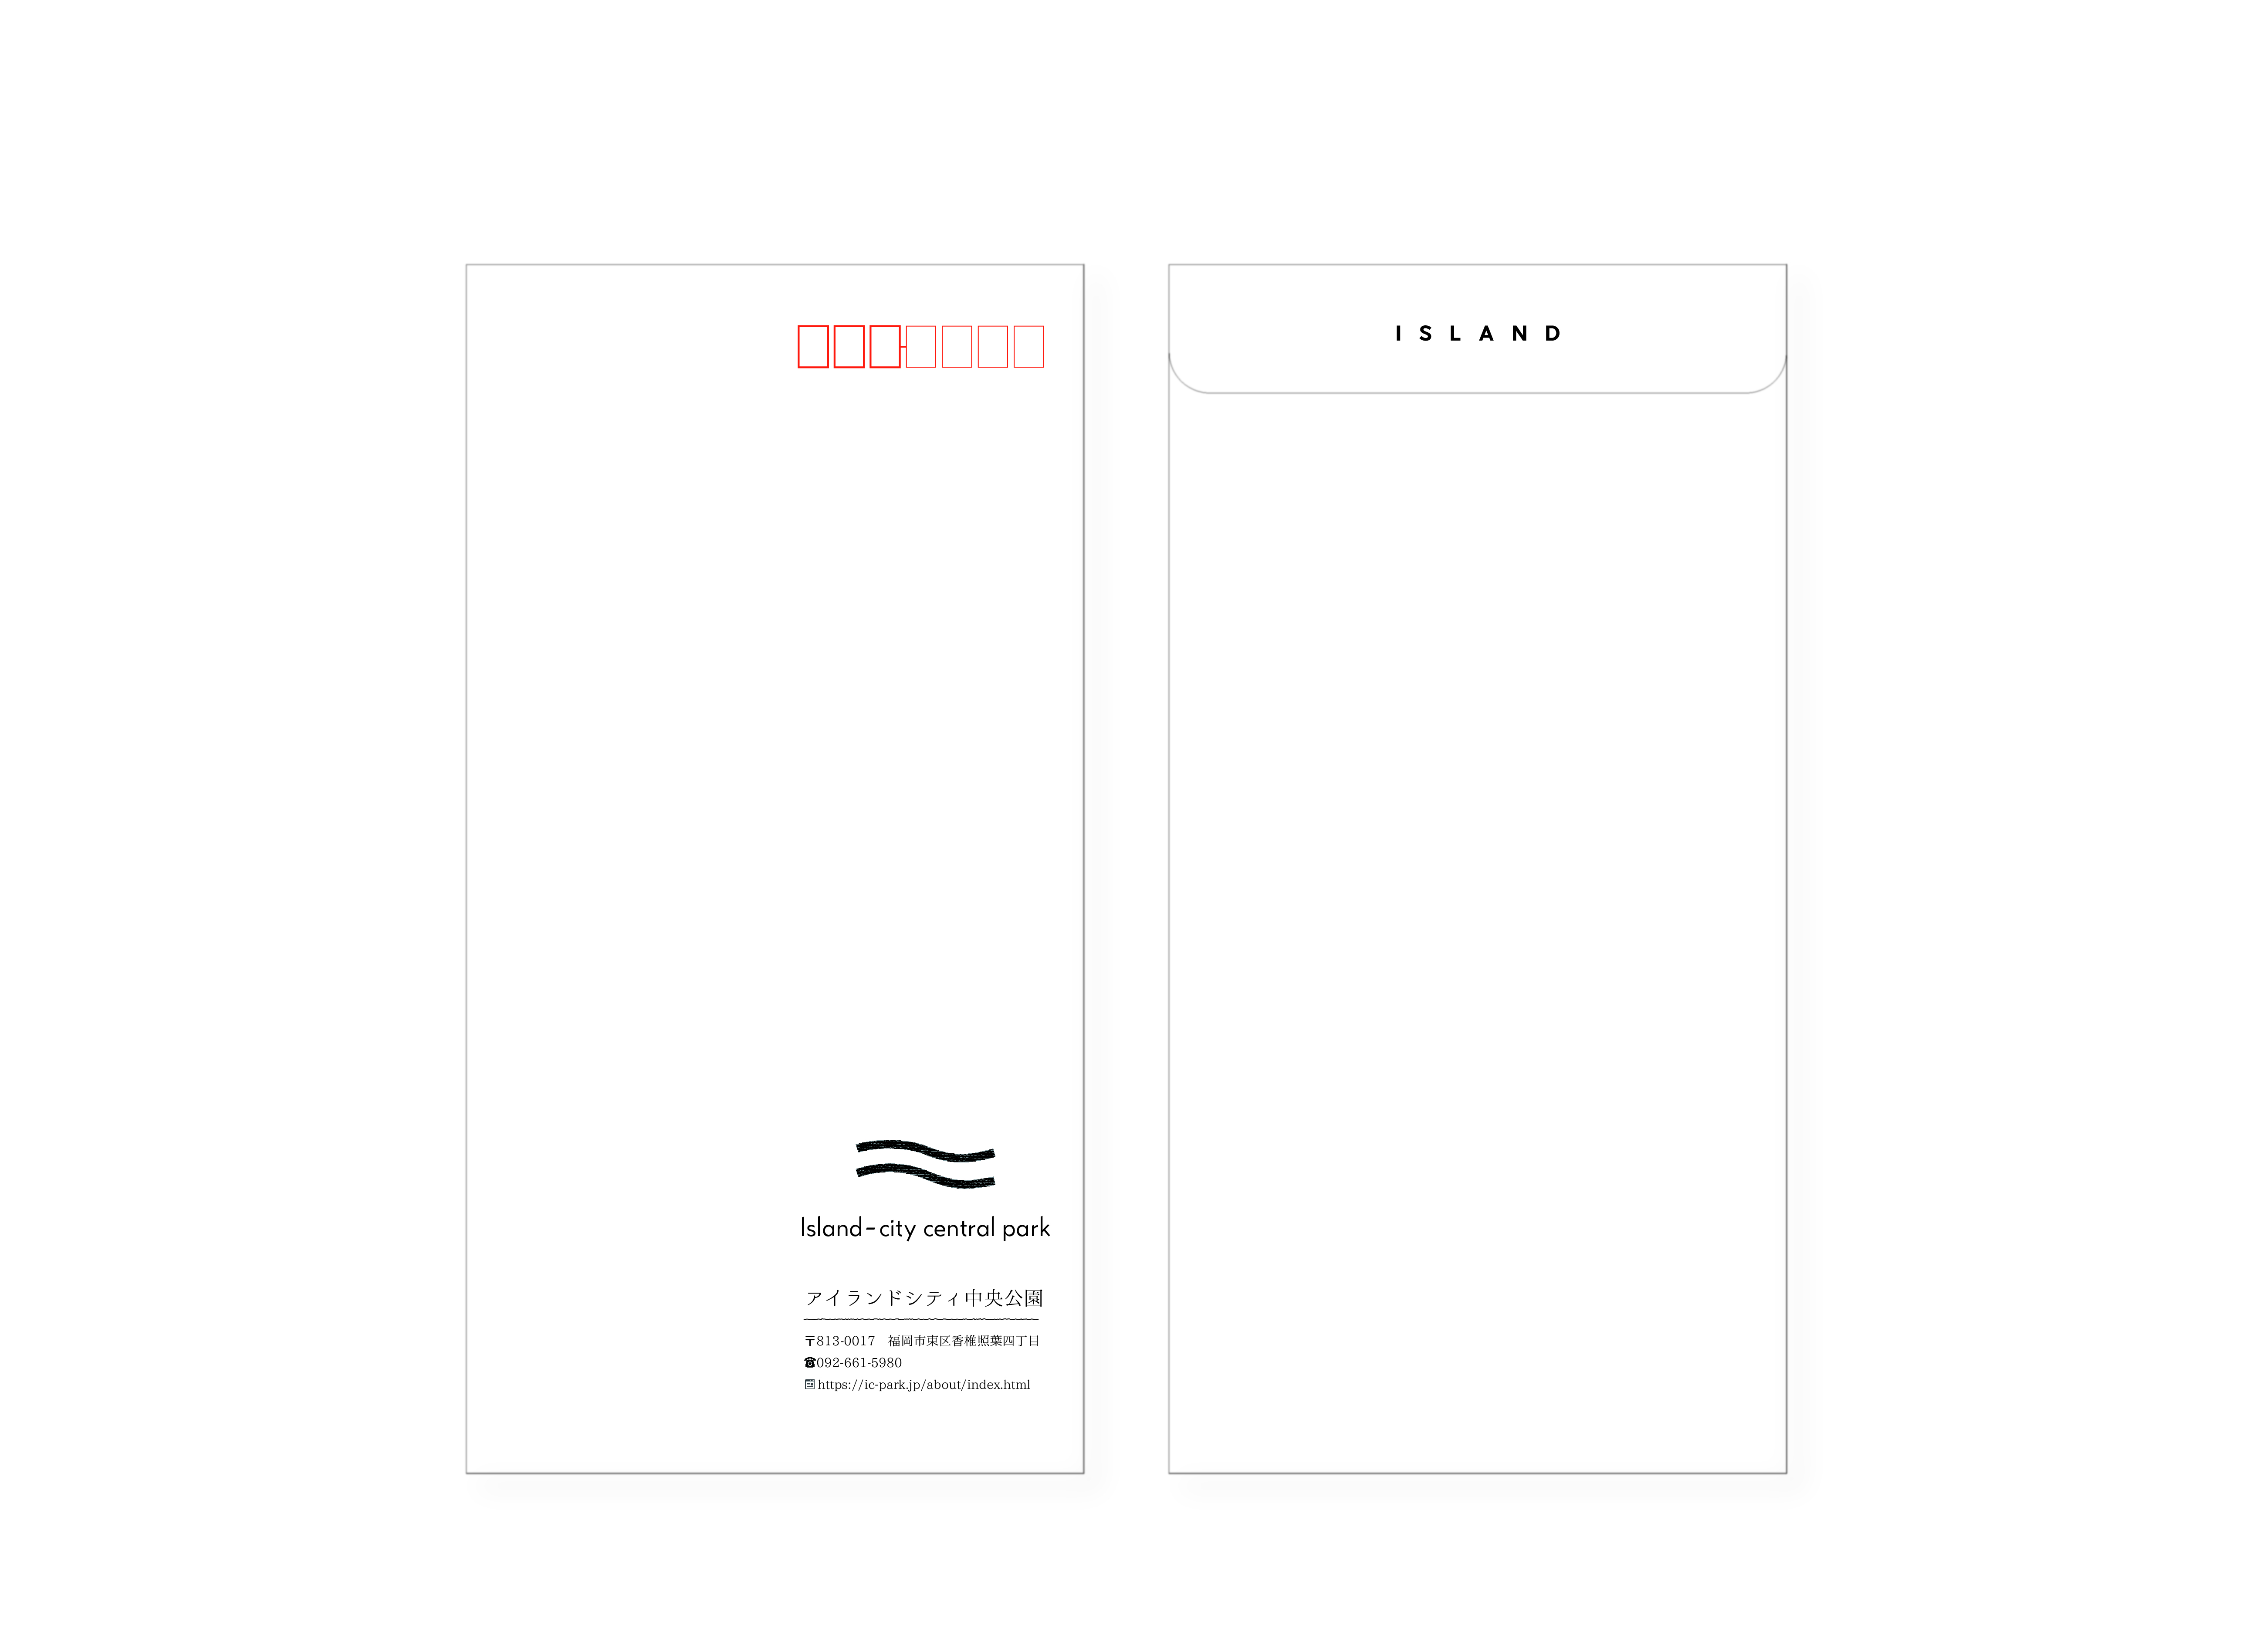 Island-city central park
アイランドシティ中央公園
〒813-0017　福岡市東区香椎照葉四丁目
☎092-661-5980
https://ic-park.jp/about/index.html
ISLAND